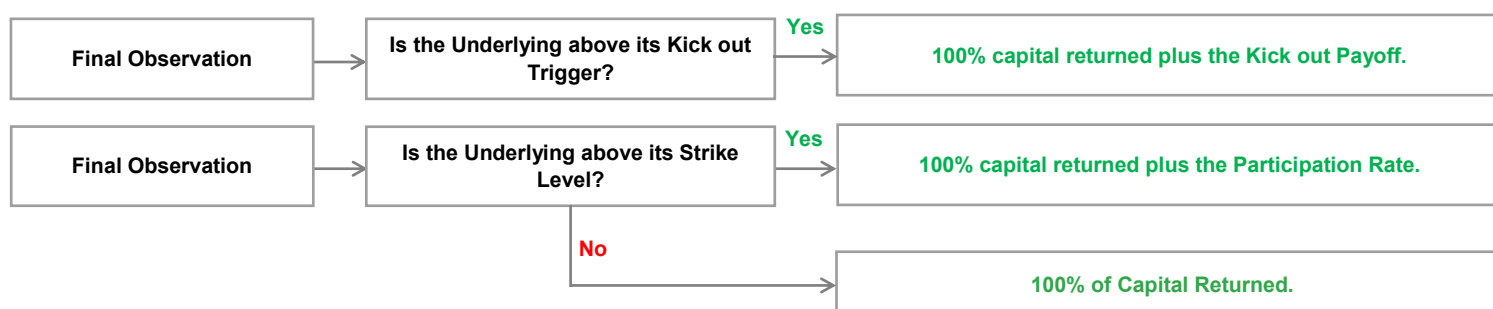 Final Observation
Is the Underlying above its Kick out
Trigger?
Yes
100% capital returned plus the Kick out Payoff.
Final Observation
Is the Underlying above its Strike
Level?
Yes
100% capital returned plus the Participation Rate.
No
100% of Capital Returned.